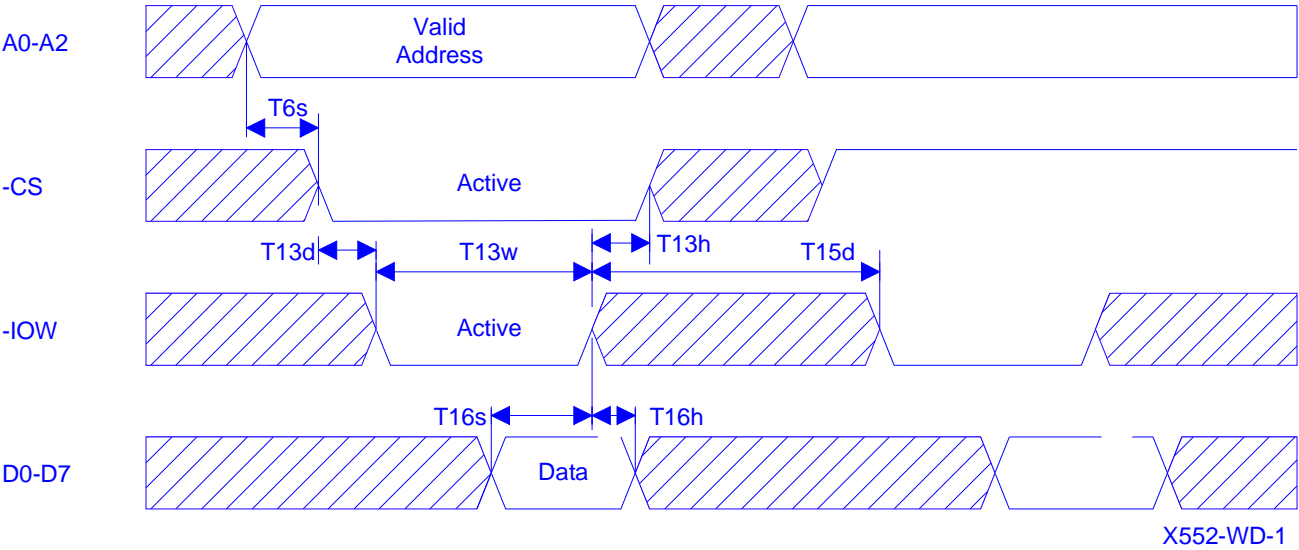 A0-A2
Valid
Address
T6s
-CS
Active
T13d
T13w
T13h
T15d
-IOW
Active
T16s
T16h
D0-D7
Data
X552-WD-1